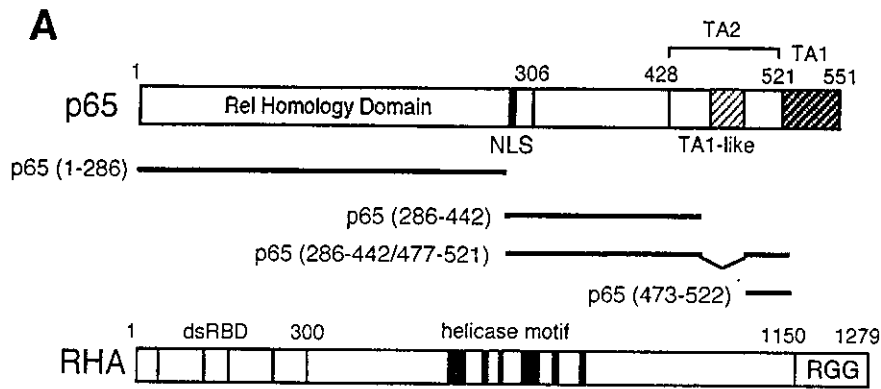 A
TA2
1 306 428 521 TA1 551
p65 Rel Homology Domain
NLS TA1-like
p65 (1-286)
p65 (286-442)
p65 (286-442/477-521)
p65 (473-522)
1 dsRBD 300 helicase motif 1150 1279
RHA RGG